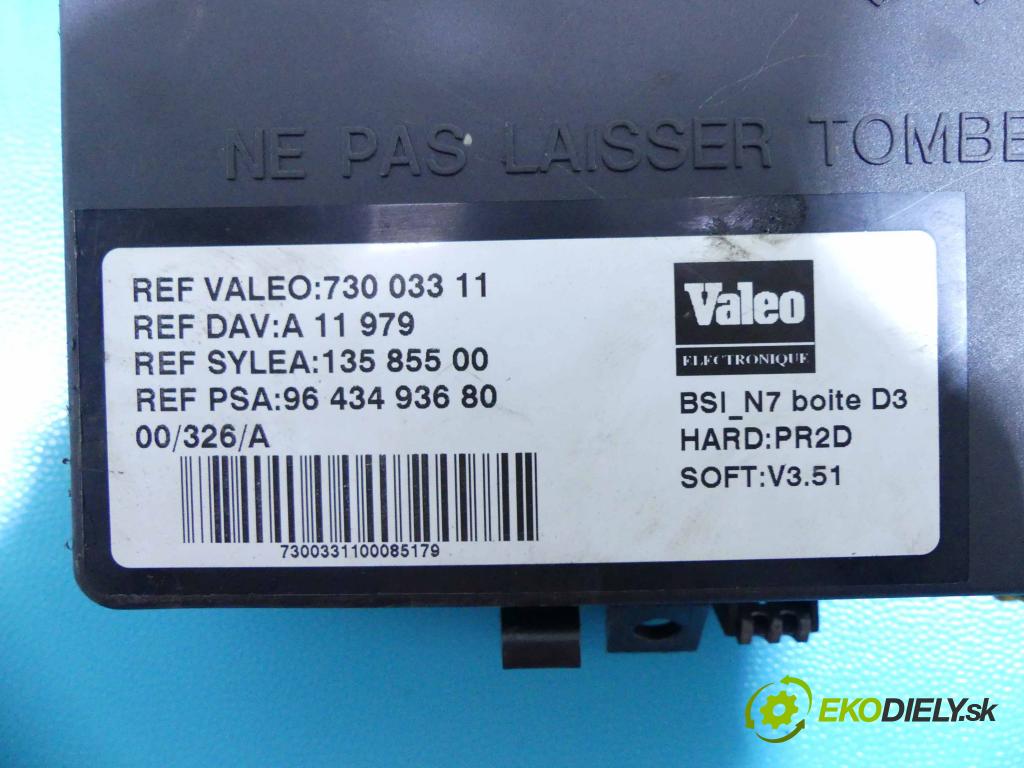 NE PAS LAISSER TOMBE
REF VALEO:730 033 11
REF DAV:A 11 979
REF SYLEA:135 855 00
REF PSA:96 434 936 80
00/326/A
7300331100085179
Valeo
ELECTRONIQUE
BSI_N7 boite D3
HARD:PR2D
SOFT:V3.51
EKODIELY.sk